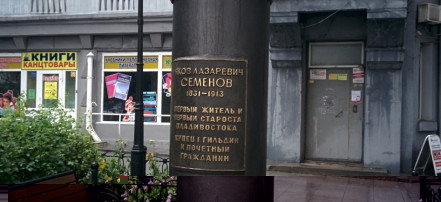 КНИГИ
КАНЦТОВАРЫ
ЯКОВ ЛАЗАРЕВИЧ
СЕМЕНОВ
1831-1913
ПЕРВЫЙ ЖИТЕЛЬ И
ПЕРВЫЙ СТАРОСТА
ВЛАДИВОСТОКА
КУПЕЦ I ГИЛЬДИИ
И ПОЧЕТНЫЙ
ГРАЖДАНИН